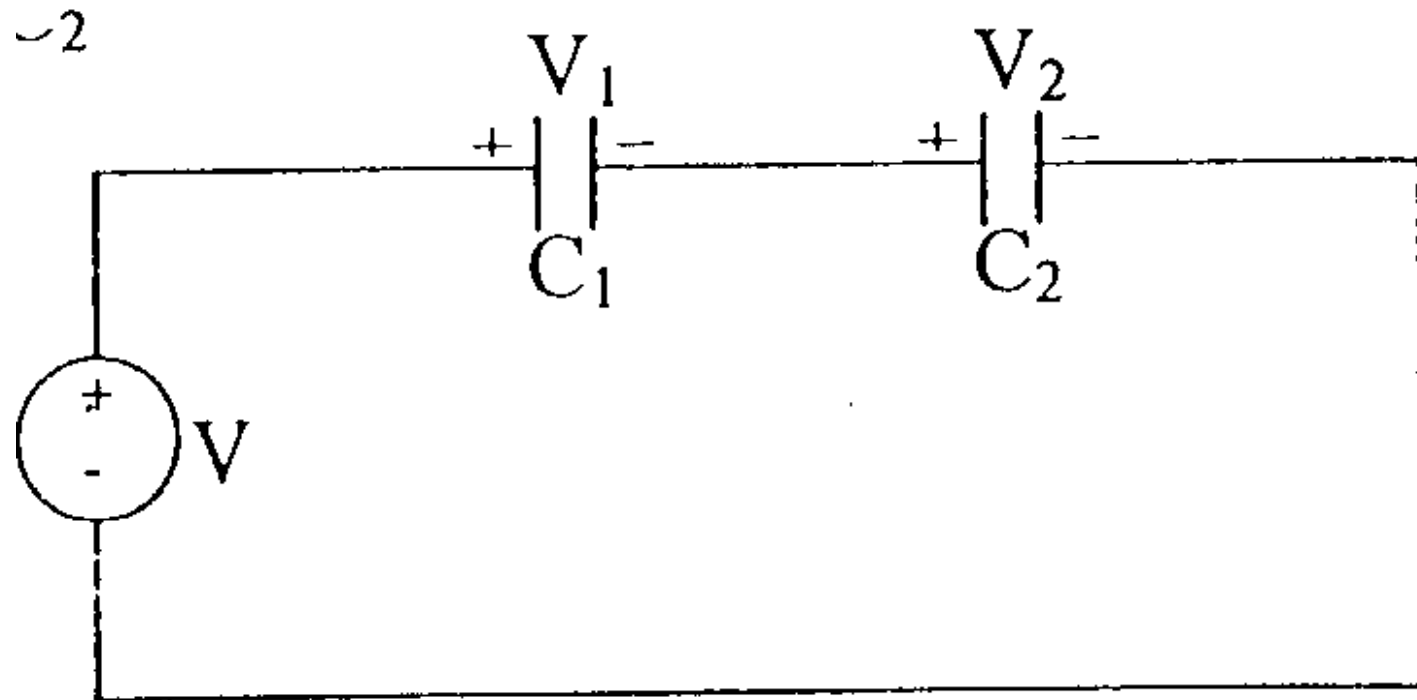 2
V₁ V₂
+ − + −
C₁ C₂
+
- V